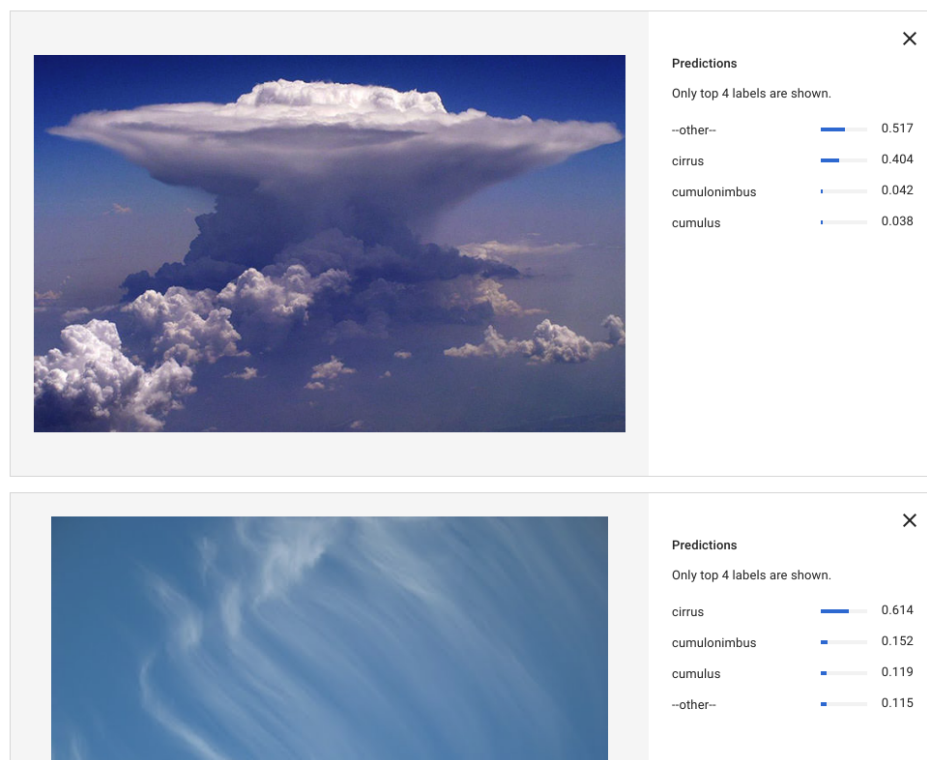 Predictions
Only top 4 labels are shown.
--other-- 0.517
cirrus 0.404
cumulonimbus 0.042
cumulus 0.038
Predictions
Only top 4 labels are shown.
cirrus 0.614
cumulonimbus 0.152
cumulus 0.119
--other-- 0.115